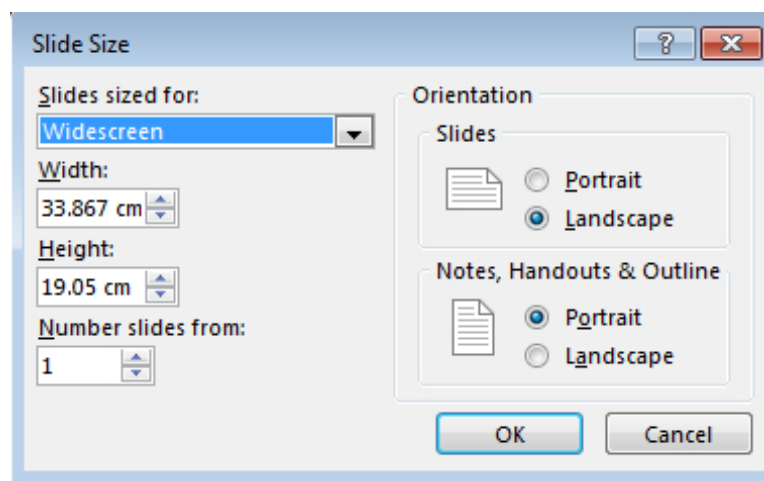 Slide Size
Slides sized for:
Widescreen
Width:
33.867 cm
Height:
19.05 cm
Number slides from:
1
Orientation
Slides
Portrait
Landscape
Notes, Handouts & Outline
Portrait
Landscape
OK
Cancel